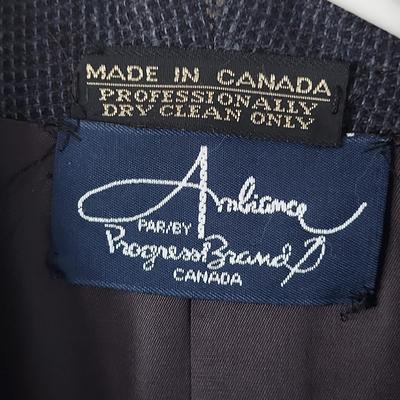 MADE IN CANADA
PROFESSIONALLY
DRY CLEAN ONLY
Ambiance
PAR/BY
Progress Brand
CANADA